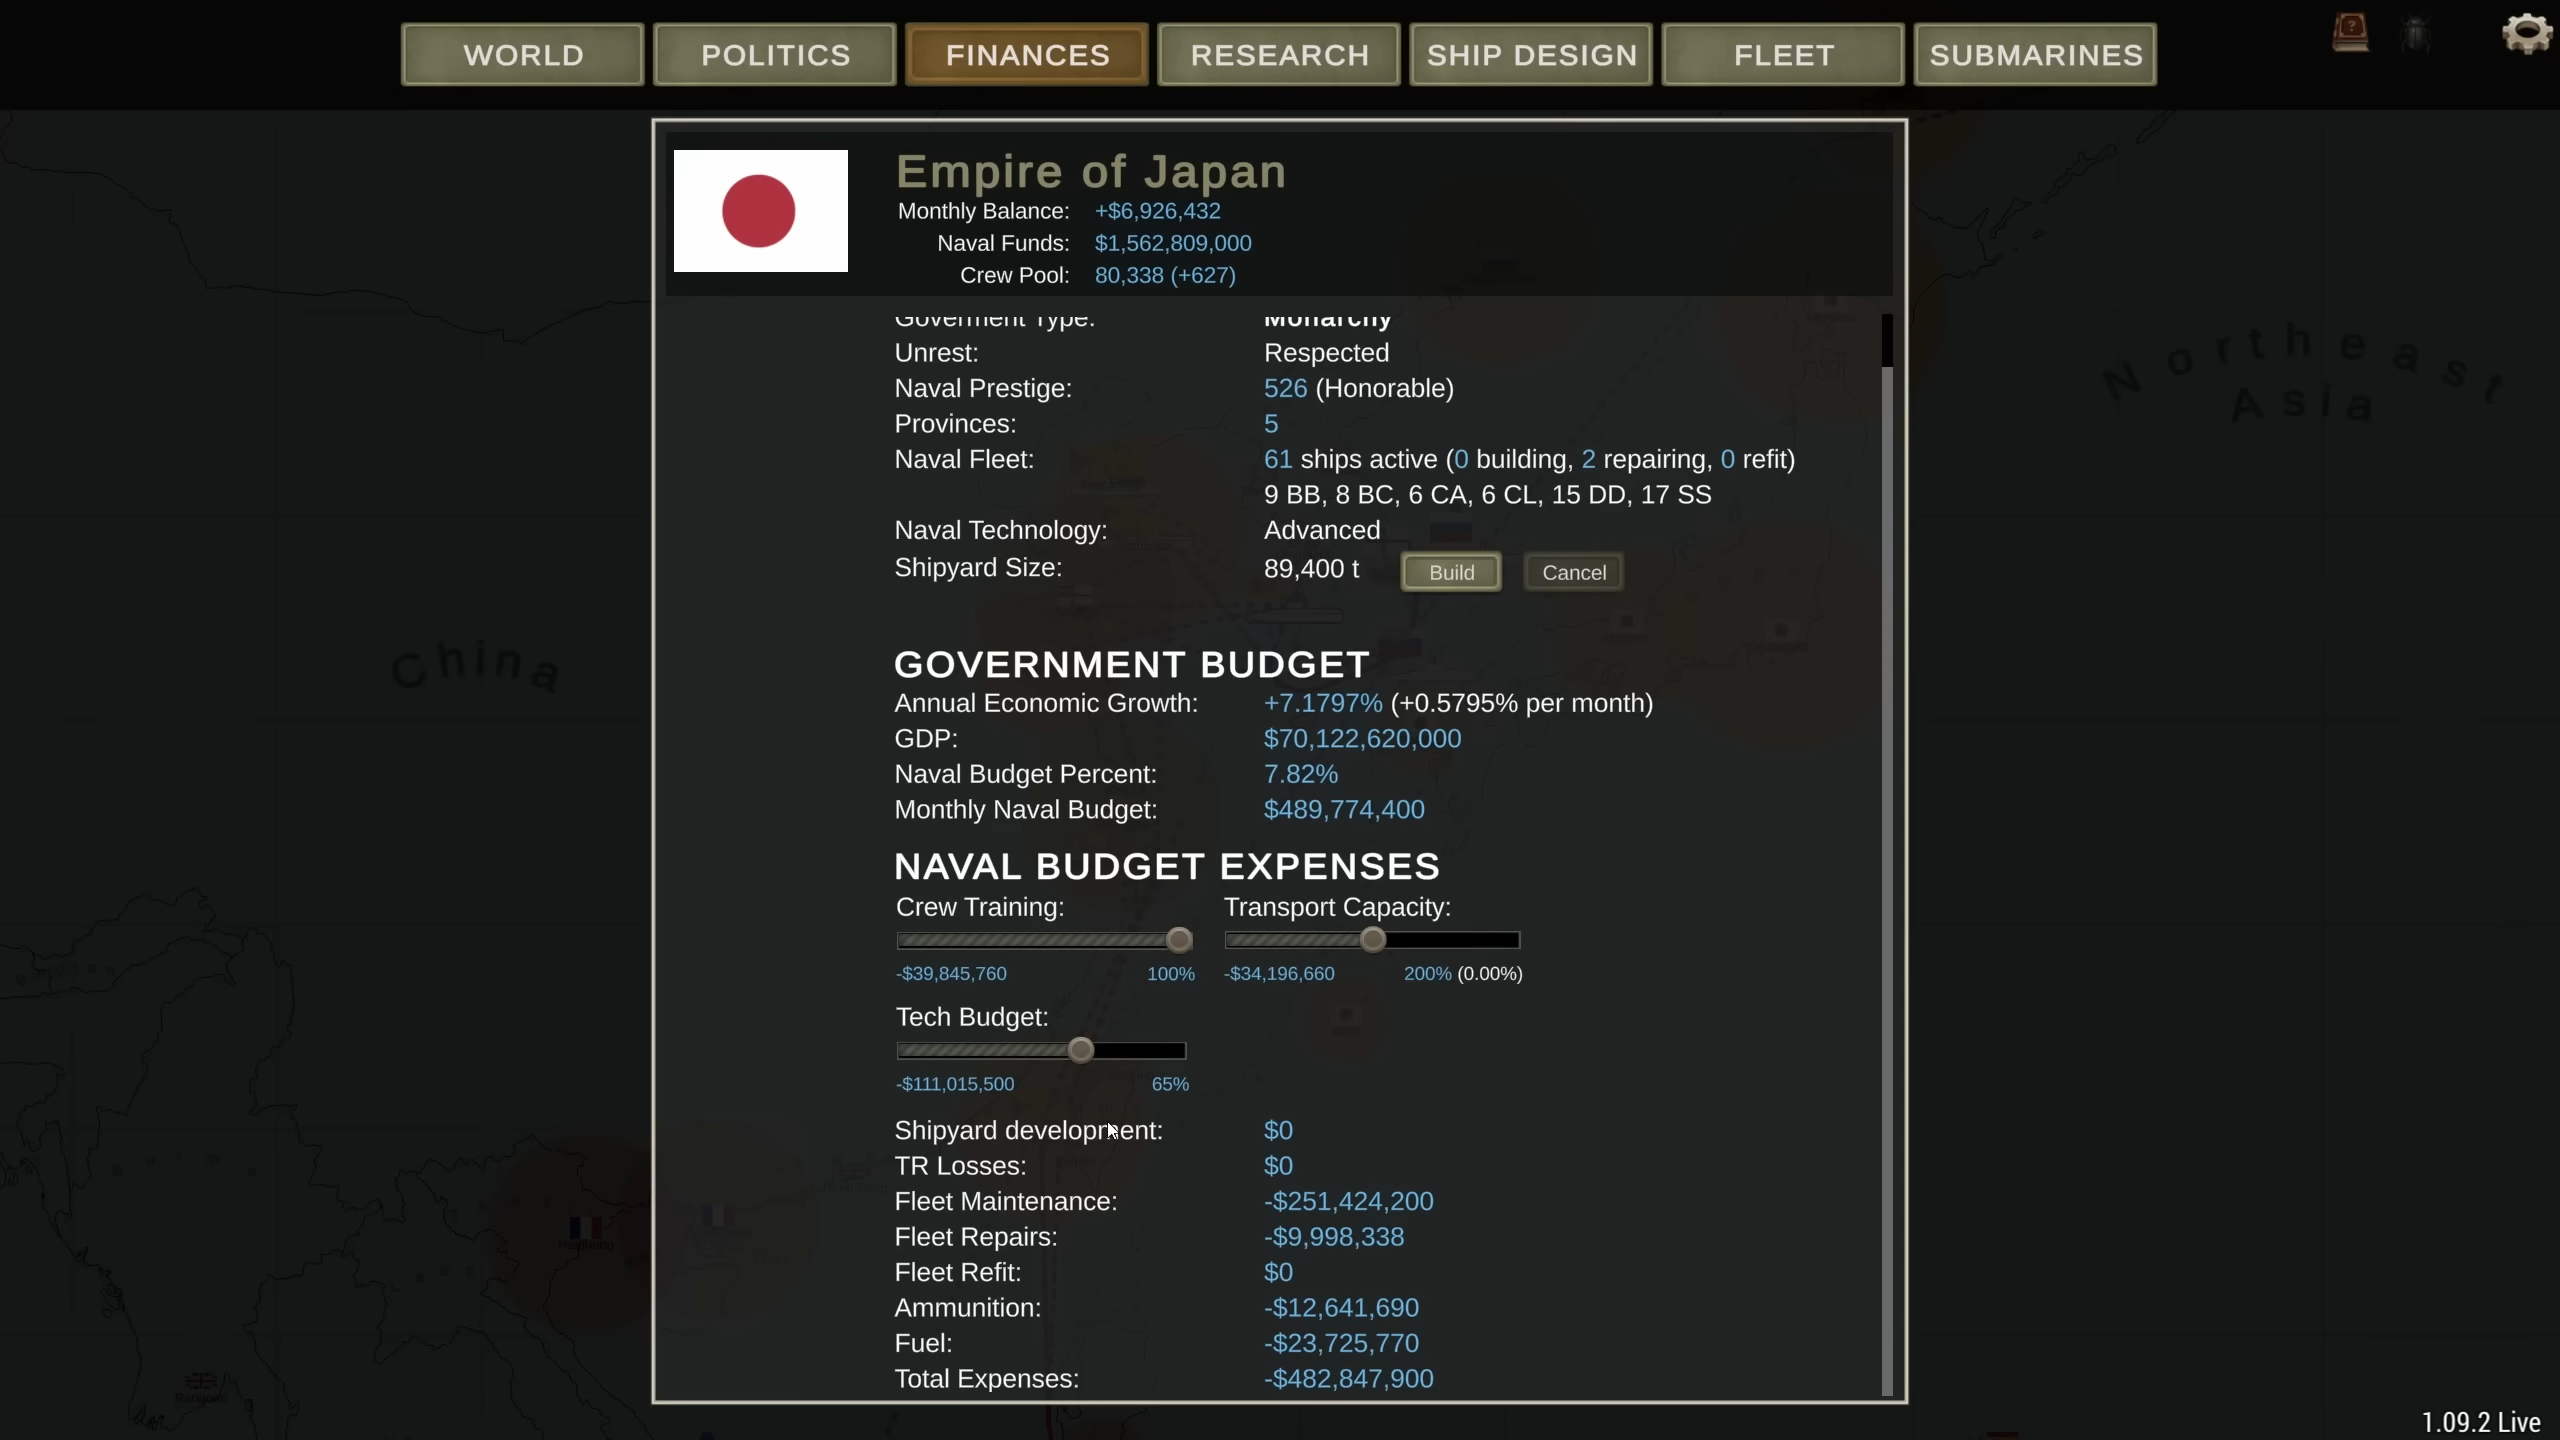 WORLD POLITICS FINANCES RESEARCH SHIP DESIGN FLEET SUBMARINES
Empire of Japan
Monthly Balance: +$6,926,432
Naval Funds: $1,562,809,000
Crew Pool: 80,338 (+627)
Goverment Type: Monarchy
Unrest: Respected
Naval Prestige: 526 (Honorable)
Provinces: 5
Naval Fleet: 61 ships active (0 building, 2 repairing, 0 refit)
9 BB, 8 BC, 6 CA, 6 CL, 15 DD, 17 SS
Naval Technology: Advanced
Shipyard Size: 89,400 t Build Cancel
GOVERNMENT BUDGET
Annual Economic Growth: +7.1797% (+0.5795% per month)
GDP: $70,122,620,000
Naval Budget Percent: 7.82%
Monthly Naval Budget: $489,774,400
NAVAL BUDGET EXPENSES
Crew Training: Transport Capacity:
-$39,845,760 100% -$34,196,660 200% (0.00%)
Tech Budget:
-$111,015,500 65%
Shipyard development: $0
TR Losses: $0
Fleet Maintenance: -$251,424,200
Fleet Repairs: -$9,998,338
Fleet Refit: $0
Ammunition: -$12,641,690
Fuel: -$23,725,770
Total Expenses: -$482,847,900
China
Northeast
Asia
Haiphong
Rangoon
1.09.2 Live